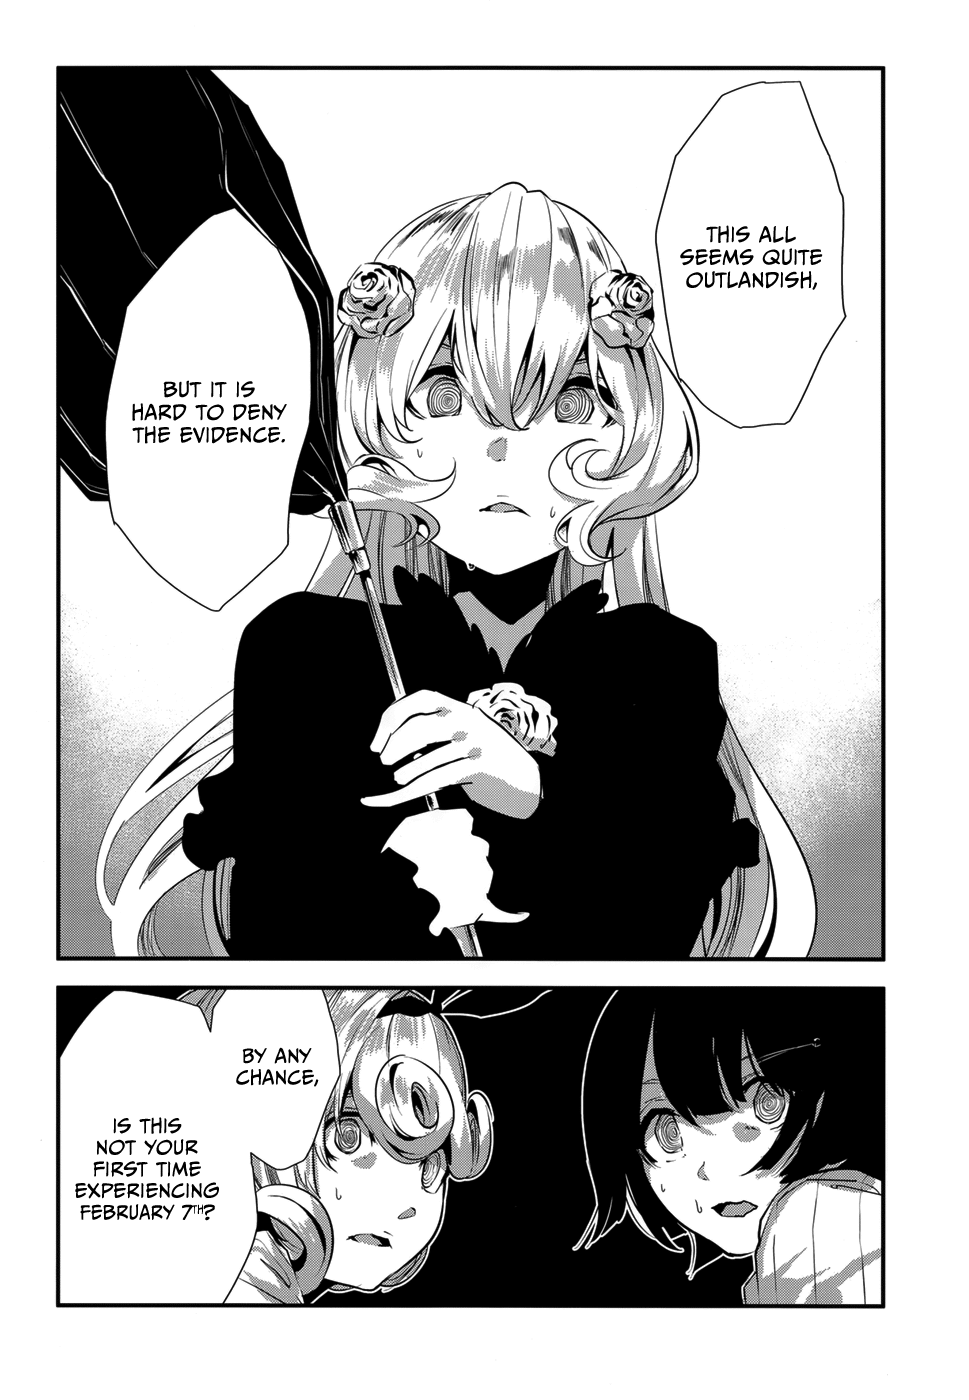 THIS ALL
SEEMS QUITE
OUTLANDISH,
BUT IT IS
HARD TO DENY
THE EVIDENCE.
BY ANY
CHANCE,
IS THIS
NOT YOUR
FIRST TIME
EXPERIENCING
FEBRUARY 7TH?